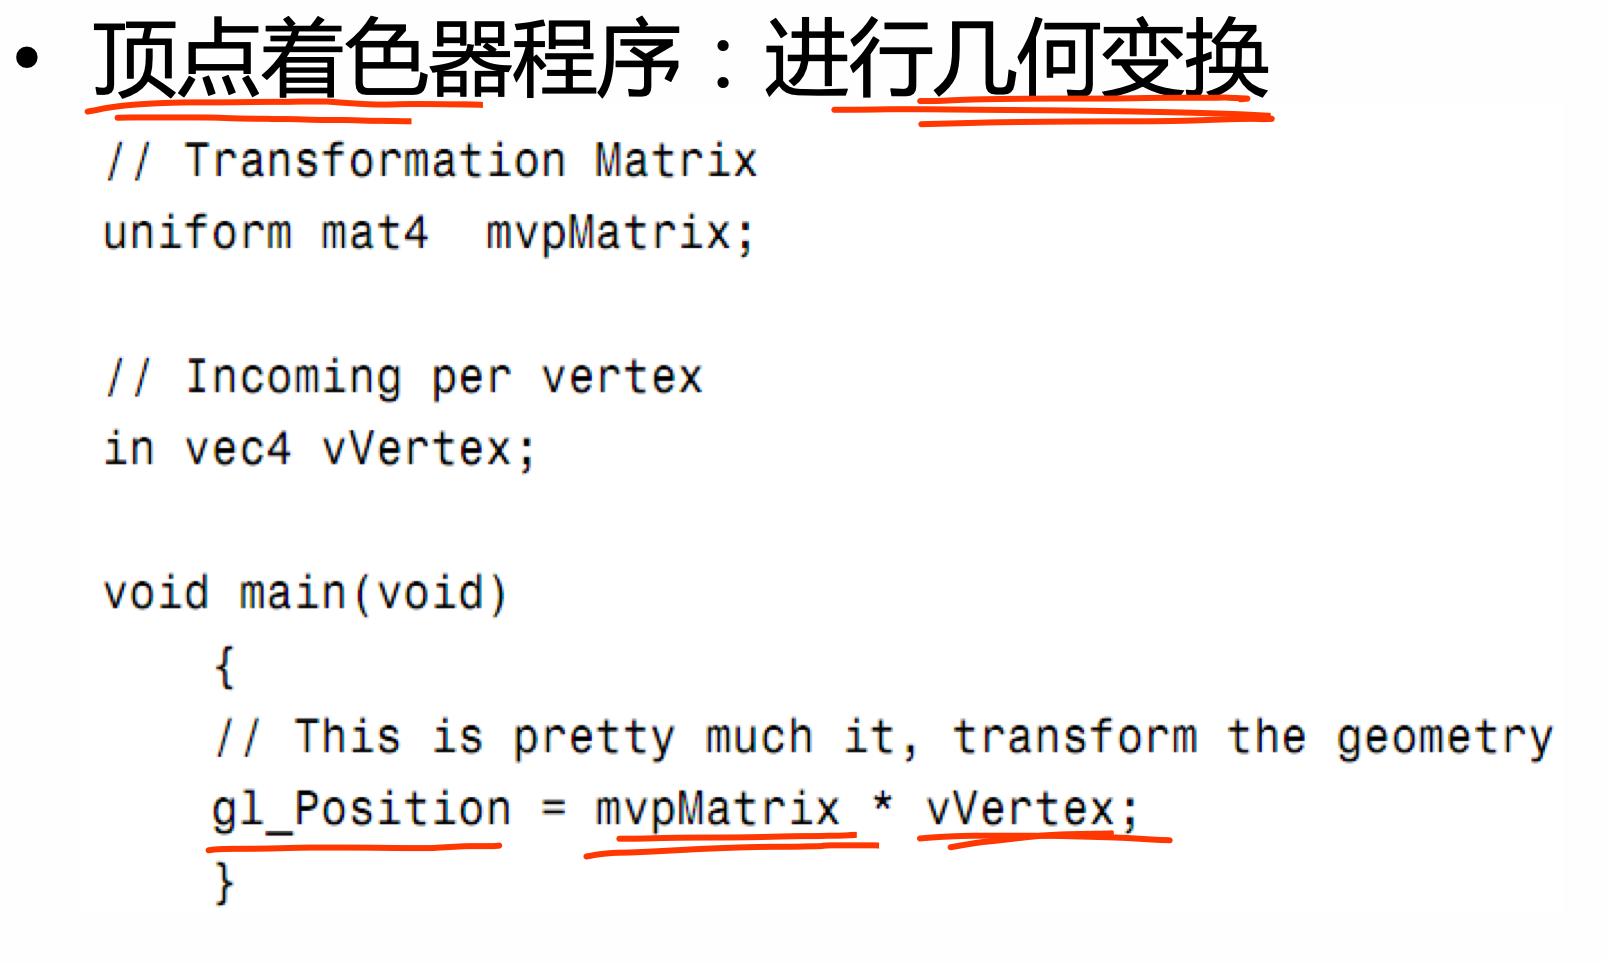 • 顶点着色器程序：进行几何变换
// Transformation Matrix
uniform mat4  mvpMatrix;
// Incoming per vertex
in vec4 vVertex;
void main(void)
{
// This is pretty much it, transform the geometry
gl_Position = mvpMatrix * vVertex;
}